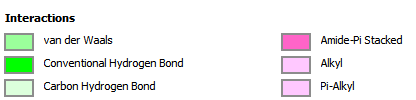 Interactions
van der Waals
Conventional Hydrogen Bond
Carbon Hydrogen Bond
Amide-Pi Stacked
Alkyl
Pi-Alkyl